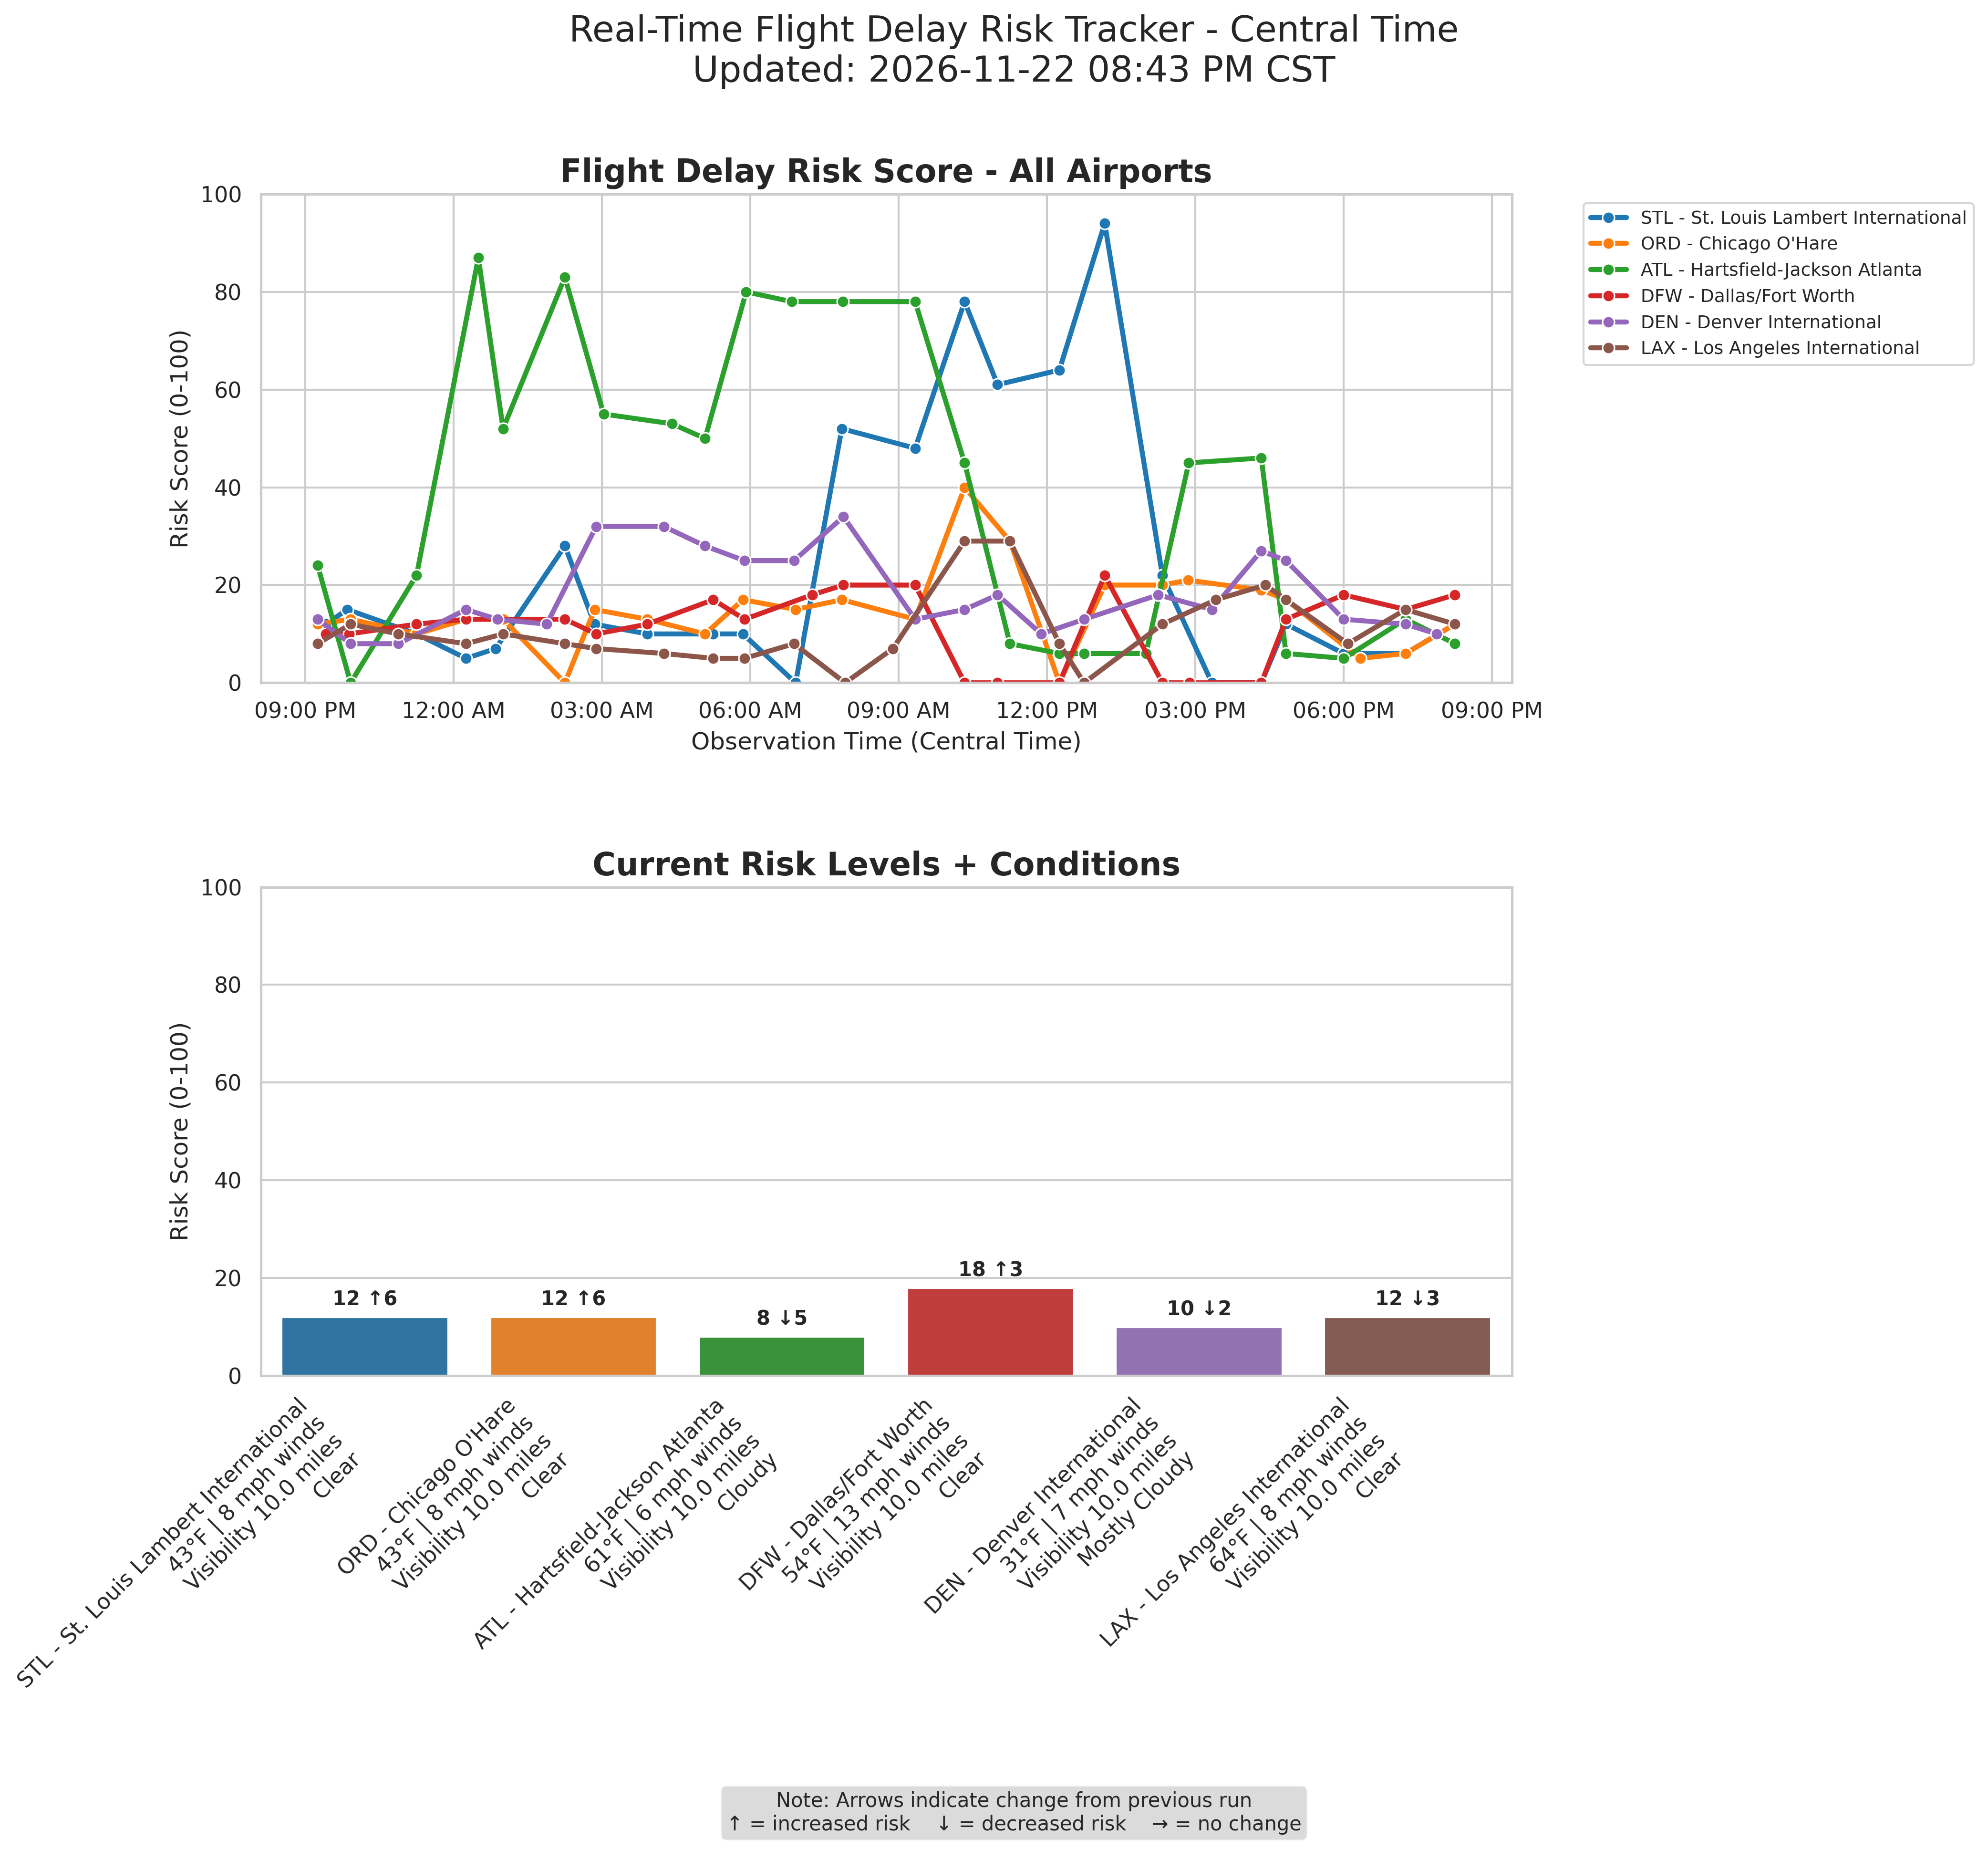 Real-Time Flight Delay Risk Tracker - Central Time
Updated: 2026-11-22 08:43 PM CST
Flight Delay Risk Score - All Airports
Risk Score (0-100)
100
80
60
40
20
0
09:00 PM
12:00 AM
03:00 AM
06:00 AM
09:00 AM
12:00 PM
03:00 PM
06:00 PM
09:00 PM
Observation Time (Central Time)
STL - St. Louis Lambert International
ORD - Chicago O'Hare
ATL - Hartsfield-Jackson Atlanta
DFW - Dallas/Fort Worth
DEN - Denver International
LAX - Los Angeles International
Current Risk Levels + Conditions
Risk Score (0-100)
100
80
60
40
20
0
12 ↑6
12 ↑6
8 ↓5
18 ↑3
10 ↓2
12 ↓3
STL - St. Louis Lambert International
43°F | 8 mph winds
Visibility 10.0 miles
Clear
ORD - Chicago O'Hare
43°F | 8 mph winds
Visibility 10.0 miles
Clear
ATL - Hartsfield-Jackson Atlanta
61°F | 6 mph winds
Visibility 10.0 miles
Cloudy
DFW - Dallas/Fort Worth
54°F | 13 mph winds
Visibility 10.0 miles
Clear
DEN - Denver International
31°F | 7 mph winds
Visibility 10.0 miles
Mostly Cloudy
LAX - Los Angeles International
64°F | 8 mph winds
Visibility 10.0 miles
Clear
Note: Arrows indicate change from previous run
↑ = increased risk    ↓ = decreased risk    → = no change